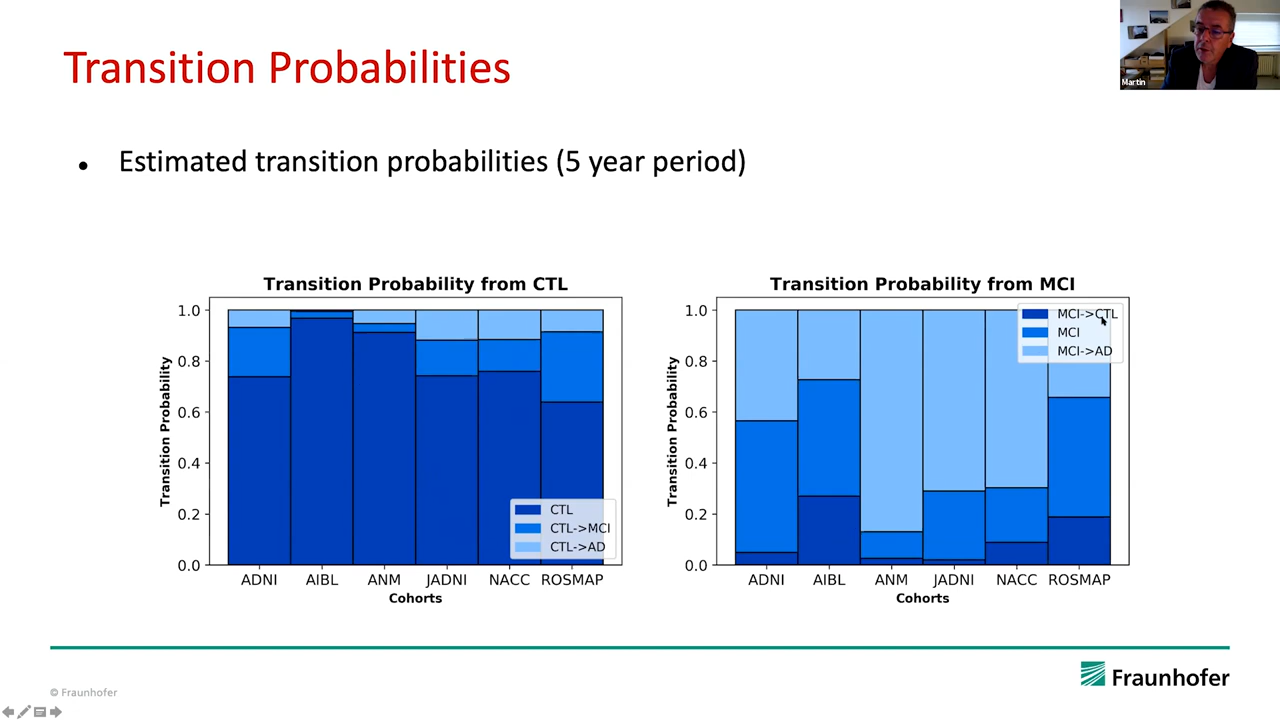 Transition Probabilities
Martin
• Estimated transition probabilities (5 year period)
Transition Probability from CTL
Transition Probability
1.0
0.8
0.6
0.4
0.2
0.0
CTL
CTL->MCI
CTL->AD
ADNI AIBL ANM JADNI NACC ROSMAP
Cohorts
Transition Probability from MCI
Transition Probability
1.0
0.8
0.6
0.4
0.2
0.0
MCI->CTL
MCI
MCI->AD
ADNI AIBL ANM JADNI NACC ROSMAP
Cohorts
Fraunhofer
© Fraunhofer